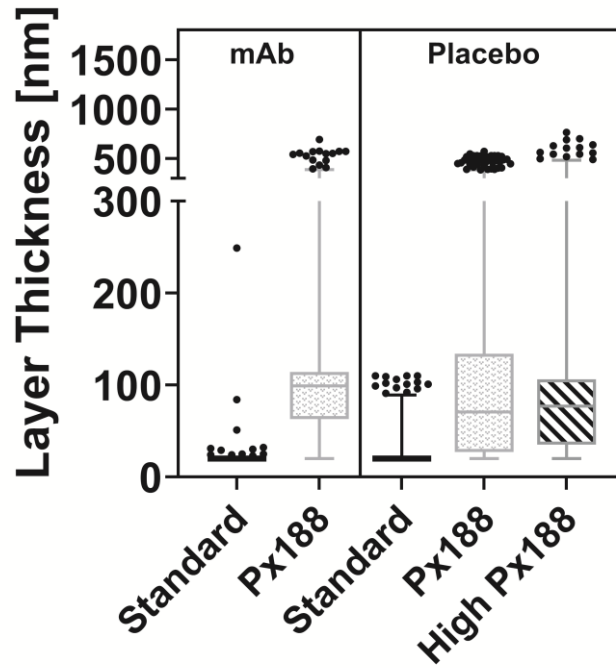 Layer Thickness [nm]
mAb
Placebo
1500
1000
500
300
200
100
0
Standard
Px188
Standard
Px188
High Px188